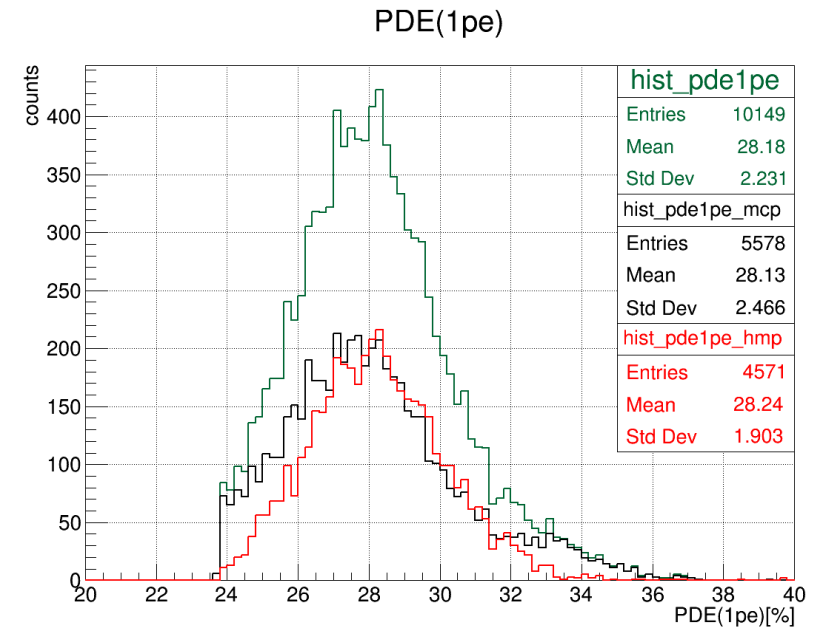 PDE(1pe)
counts
400
350
300
250
200
150
100
50
0
20 22 24 26 28 30 32 34 36 38 40
PDE(1pe)[%]
hist_pde1pe
Entries 10149
Mean 28.18
Std Dev 2.231
hist_pde1pe_mcp
Entries 5578
Mean 28.13
Std Dev 2.466
hist_pde1pe_hmp
Entries 4571
Mean 28.24
Std Dev 1.903